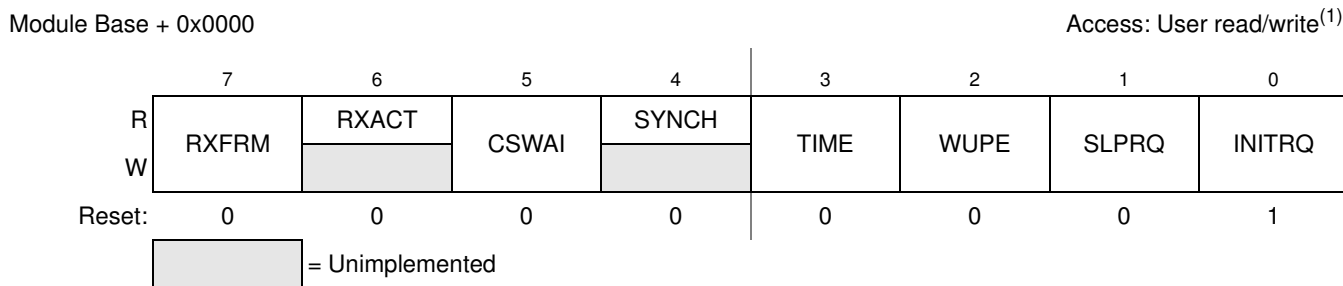 Module Base + 0x0000 Access: User read/write(1)
7 6 5 4 3 2 1 0
R RXFRM RXACT CSWAI SYNCH TIME WUPE SLPRQ INITRQ
W
Reset: 0 0 0 0 0 0 0 1
= Unimplemented